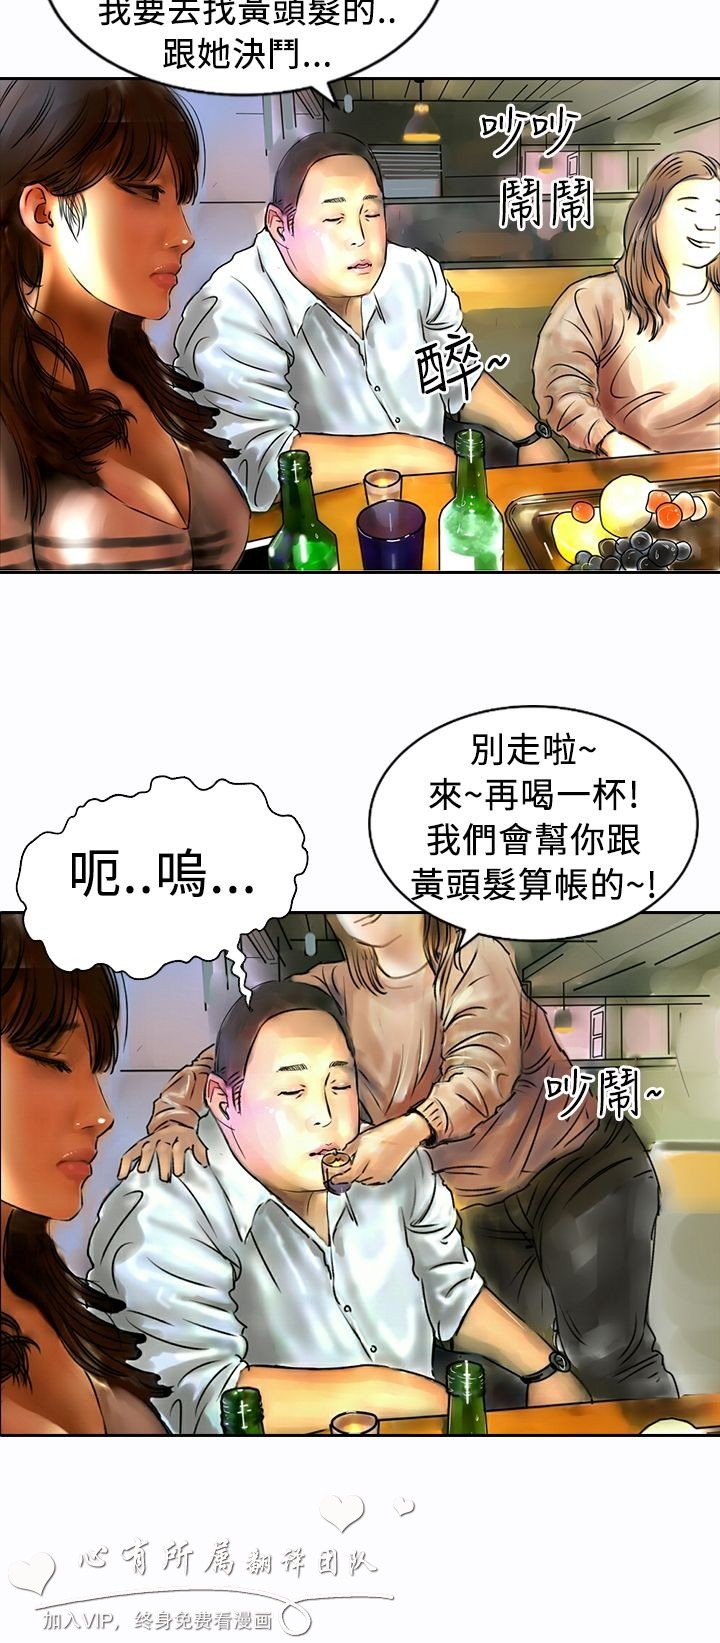 我要去找黃頭髮的..
跟她決鬥...
吵吵
鬧鬧
醉~
別走啦~
來~再喝一杯!
我們會幫你跟
黃頭髮算帳的~!
呃..嗚...
吵鬧~
心有所属翻译团队
加入VIP，终身免费看漫画